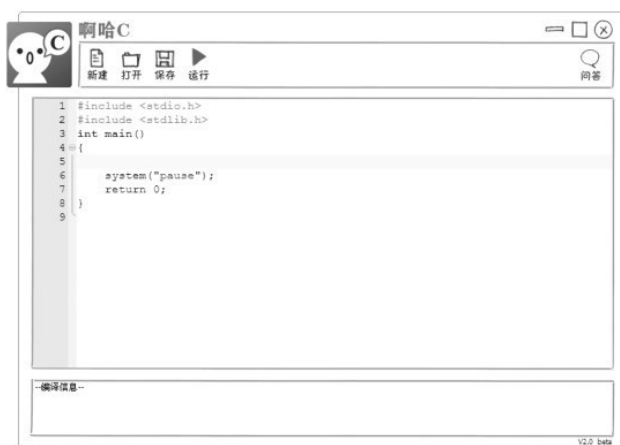 啊哈C
C
新建 打开 保存 运行
问答
1 #include <stdio.h>
2 #include <stdlib.h>
3 int main()
4 {
5
6 system("pause");
7 return 0;
8 }
9
--编译信息--
V2.0 beta